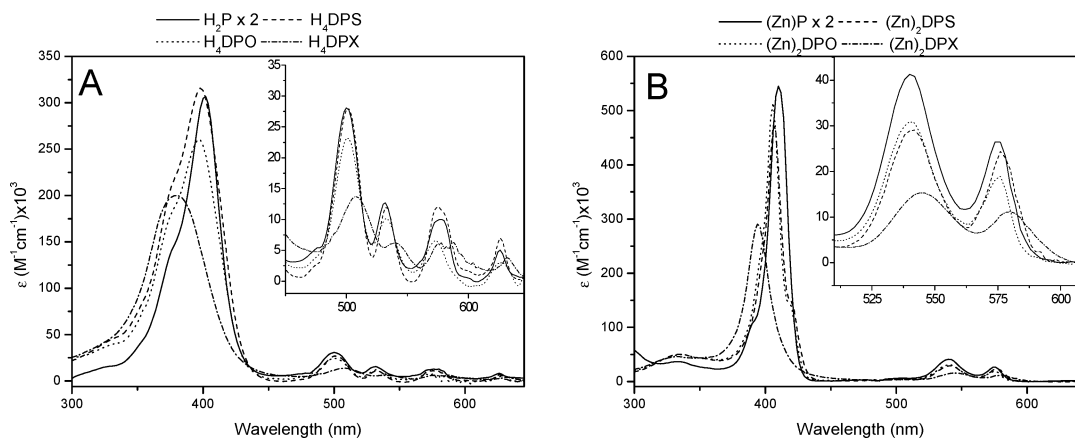 H₂P x 2 H₄DPS
H₄DPO H₄DPX
A
ε (M⁻¹cm⁻¹)x10³
350
300
250
200
150
100
50
0
300 400 500 600
Wavelength (nm)
35
30
25
20
15
10
5
0
500 600
(Zn)P x 2 (Zn)₂DPS
(Zn)₂DPO (Zn)₂DPX
B
ε (M⁻¹cm⁻¹)x10³
600
500
400
300
200
100
0
300 400 500 600
Wavelength (nm)
40
30
20
10
0
525 550 575 600